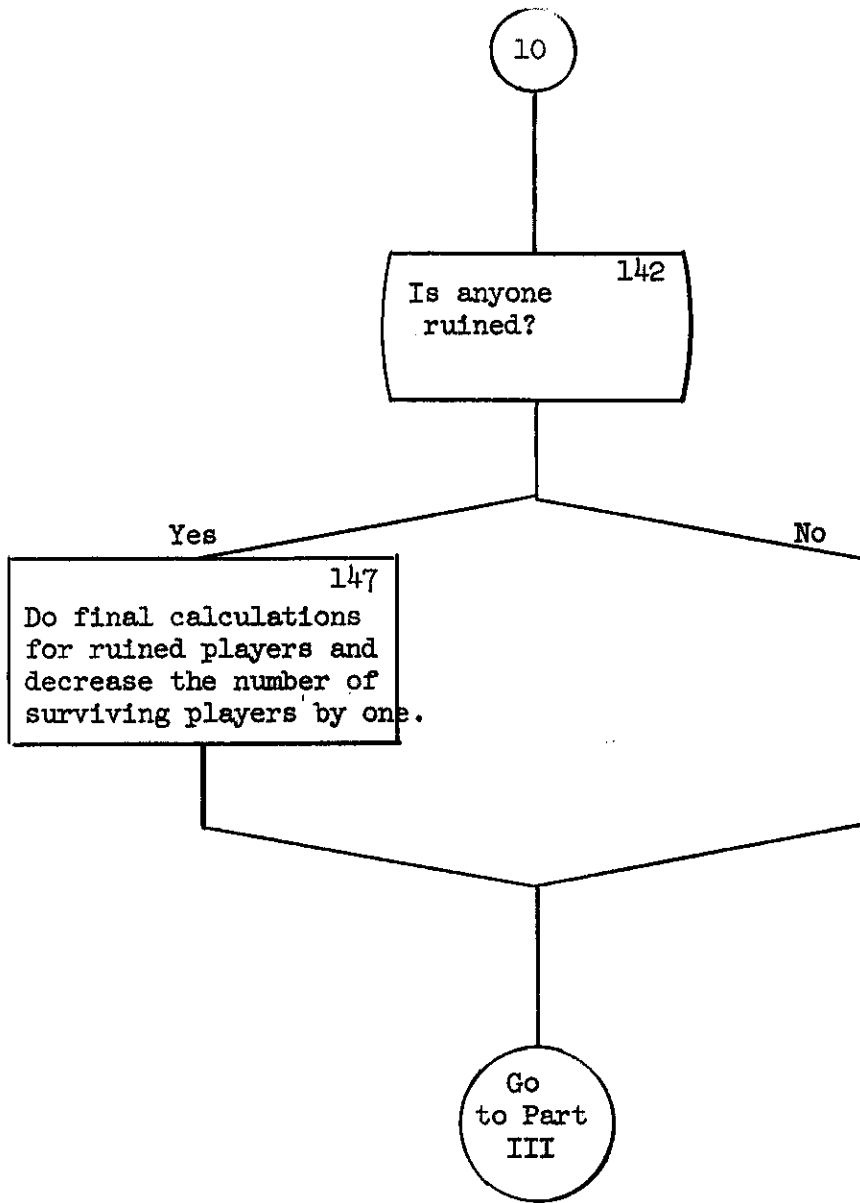 10
142
Is anyone
ruined?
Yes
No
147
Do final calculations
for ruined players and
decrease the number of
surviving players by one.
Go
to Part
III